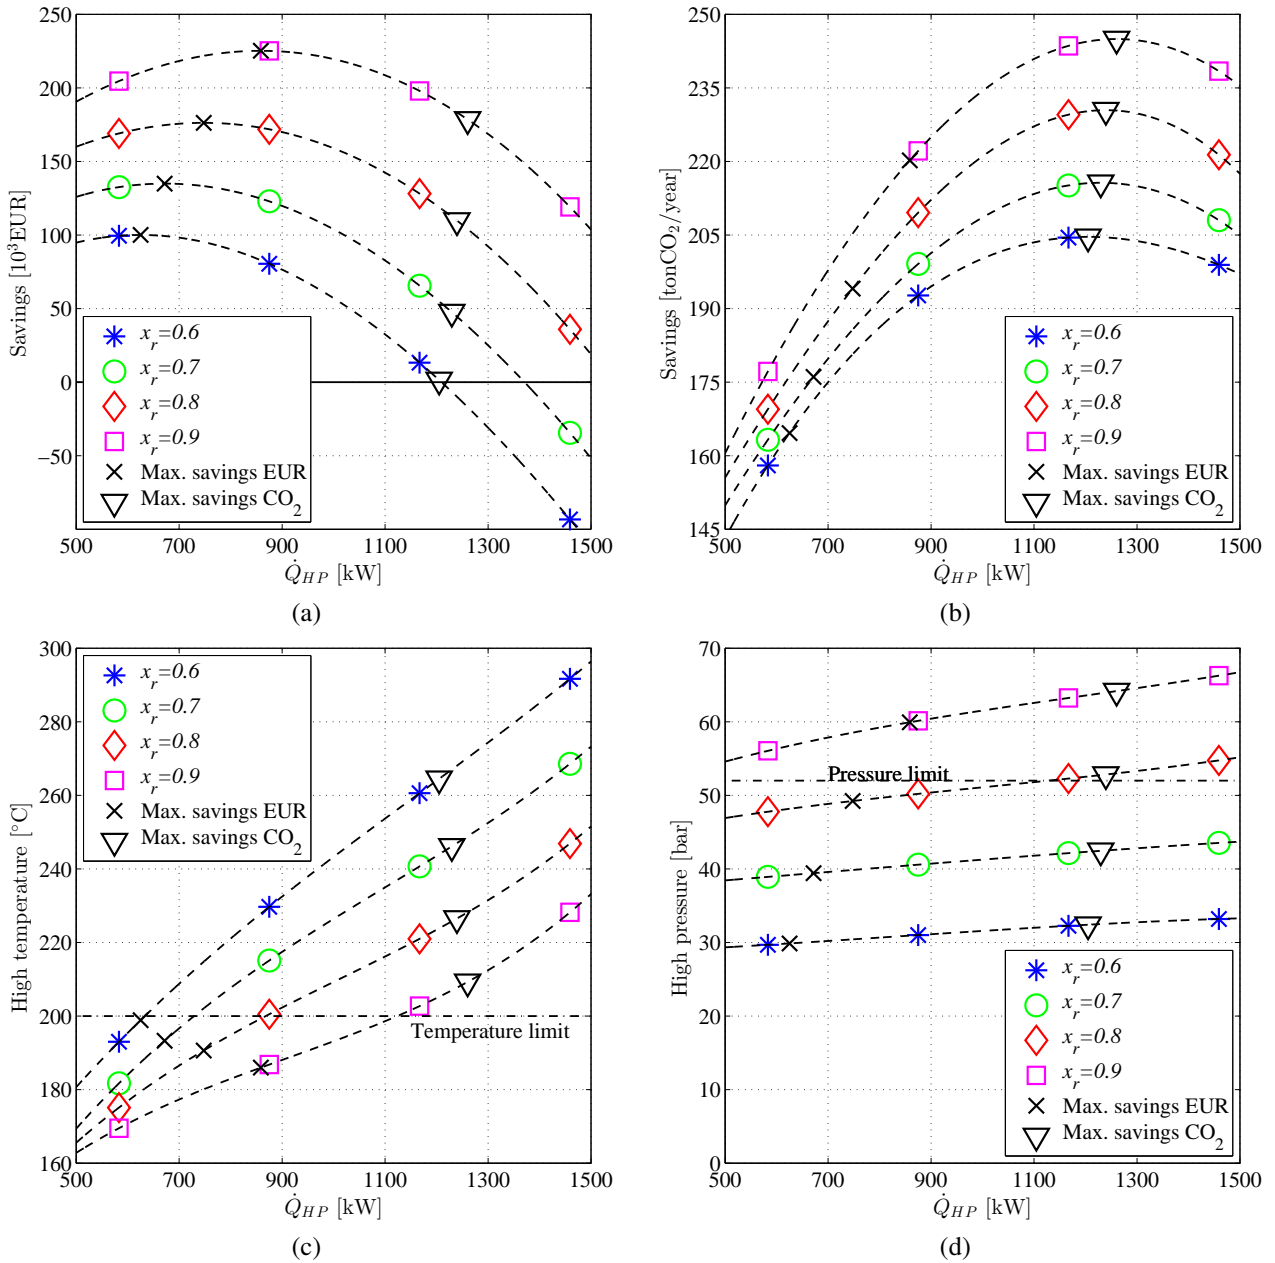 250
200
150
100
50
0
−50
Savings [10³EUR]
x_r=0.6
x_r=0.7
x_r=0.8
x_r=0.9
Max. savings EUR
Max. savings CO₂
500 700 900 1100 1300 1500
Q̇_HP [kW]
(a)
250
235
220
205
190
175
160
145
Savings [tonCO₂/year]
x_r=0.6
x_r=0.7
x_r=0.8
x_r=0.9
Max. savings EUR
Max. savings CO₂
500 700 900 1100 1300 1500
Q̇_HP [kW]
(b)
300
280
260
240
220
200
180
160
High temperature [°C]
x_r=0.6
x_r=0.7
x_r=0.8
x_r=0.9
Max. savings EUR
Max. savings CO₂
Temperature limit
500 700 900 1100 1300 1500
Q̇_HP [kW]
(c)
70
60
50
40
30
20
10
0
High pressure [bar]
Pressure limit
x_r=0.6
x_r=0.7
x_r=0.8
x_r=0.9
Max. savings EUR
Max. savings CO₂
500 700 900 1100 1300 1500
Q̇_HP [kW]
(d)